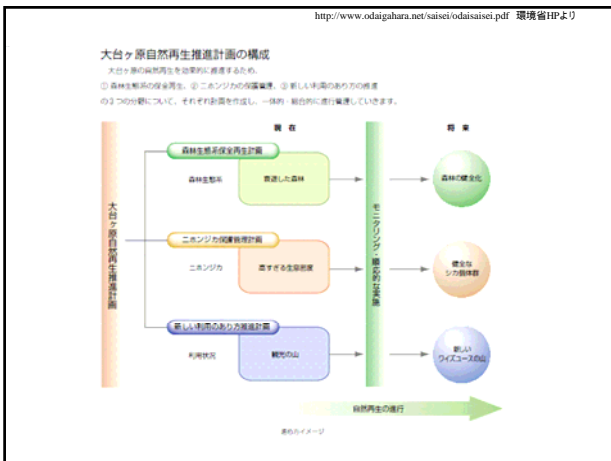 http://www.odaigahara.net/saisei/odaisaisei.pdf 環境省HPより
大台ヶ原自然再生推進計画の構成
大台ヶ原の自然再生を効果的に推進するため、
① 森林生態系の保全再生、② ニホンジカの保護管理、③ 新しい利用のあり方の推進
の3つの分野について、それぞれ計画を作成し、一体的・総合的に進行管理していきます。
現 在
将 来
大台ヶ原自然再生推進計画
森林生態系保全再生計画
森林生態系
衰退した森林
森林の健全化
ニホンジカ保護管理計画
ニホンジカ
高すぎる生息密度
健全な
シカ個体群
新しい利用のあり方推進計画
利用状況
観光の山
新しい
ワイズユースの山
モニタリング・順応的な実施
自然再生の進行
進行のイメージ